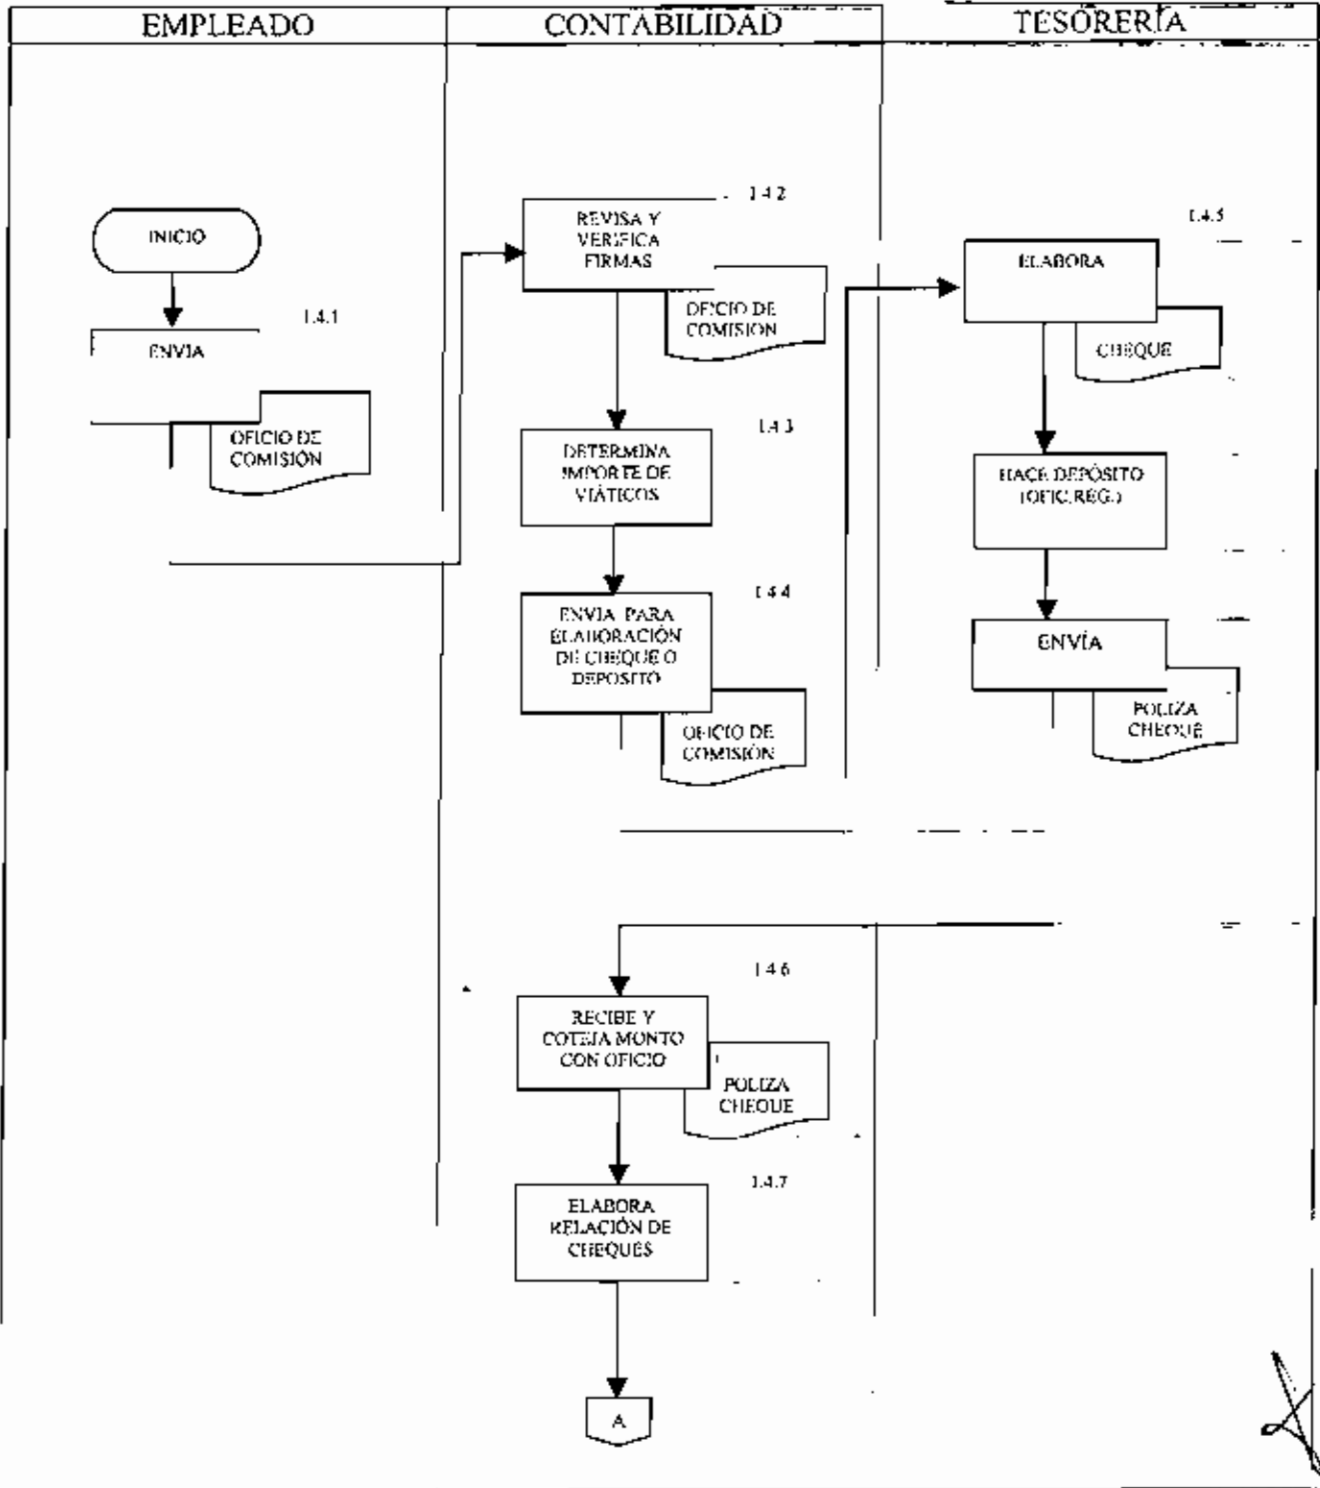 EMPLEADO
CONTABILIDAD
TESORERÍA
INICIO
1.4.1
ENVIA
OFICIO DE
COMISIÓN
1.4.2
REVISA Y
VERIFICA
FIRMAS
OFICIO DE
COMISION
1.4.3
DETERMINA
IMPORTE DE
VIÁTICOS
1.4.4
ENVIA PARA
ELABORACIÓN
DE CHEQUE O
DEPOSITO
OFICIO DE
COMISIÓN
1.4.5
ELABORA
CHEQUE
HACE DEPÓSITO
(OFIC.REG.)
ENVÍA
POLIZA
CHEQUE
1.4.6
RECIBE Y
COTEJA MONTO
CON OFICIO
POLIZA
CHEQUE
1.4.7
ELABORA
RELACIÓN DE
CHEQUES
A